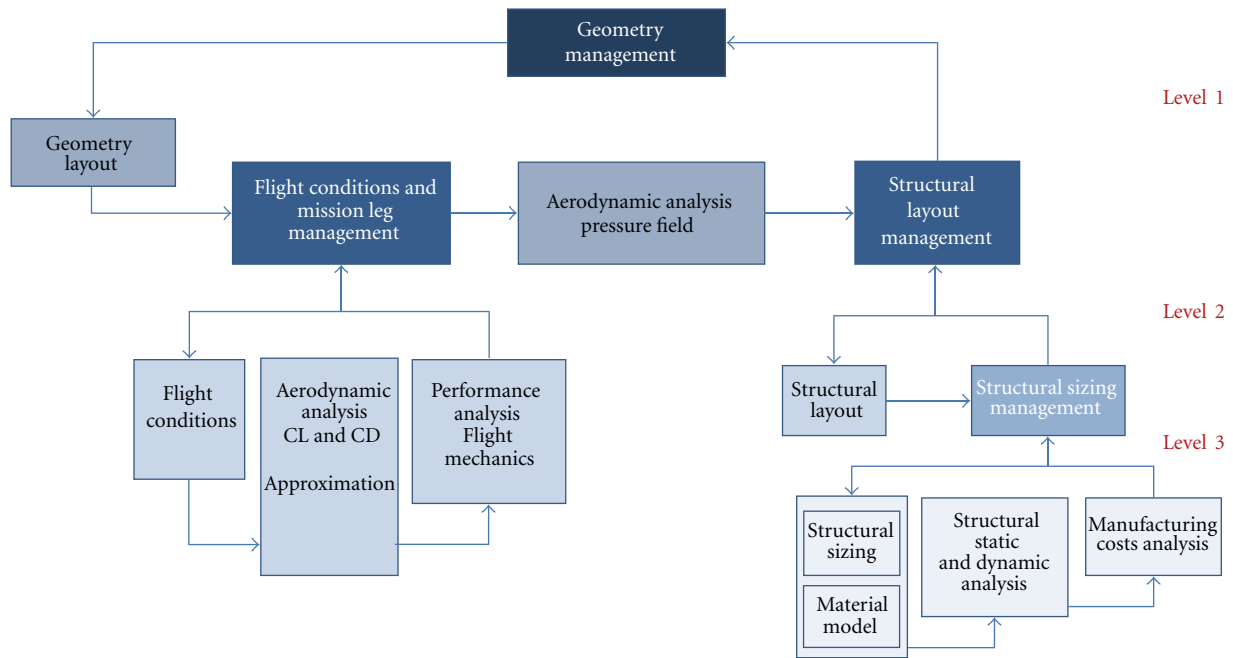 Geometry
management
Level 1
Geometry
layout
Flight conditions and
mission leg
management
Aerodynamic analysis
pressure field
Structural
layout
management
Level 2
Flight
conditions
Aerodynamic
analysis
CL and CD
Approximation
Performance
analysis
Flight
mechanics
Structural
layout
Structural sizing
management
Level 3
Structural
sizing
Material
model
Structural
static
and dynamic
analysis
Manufacturing
costs analysis